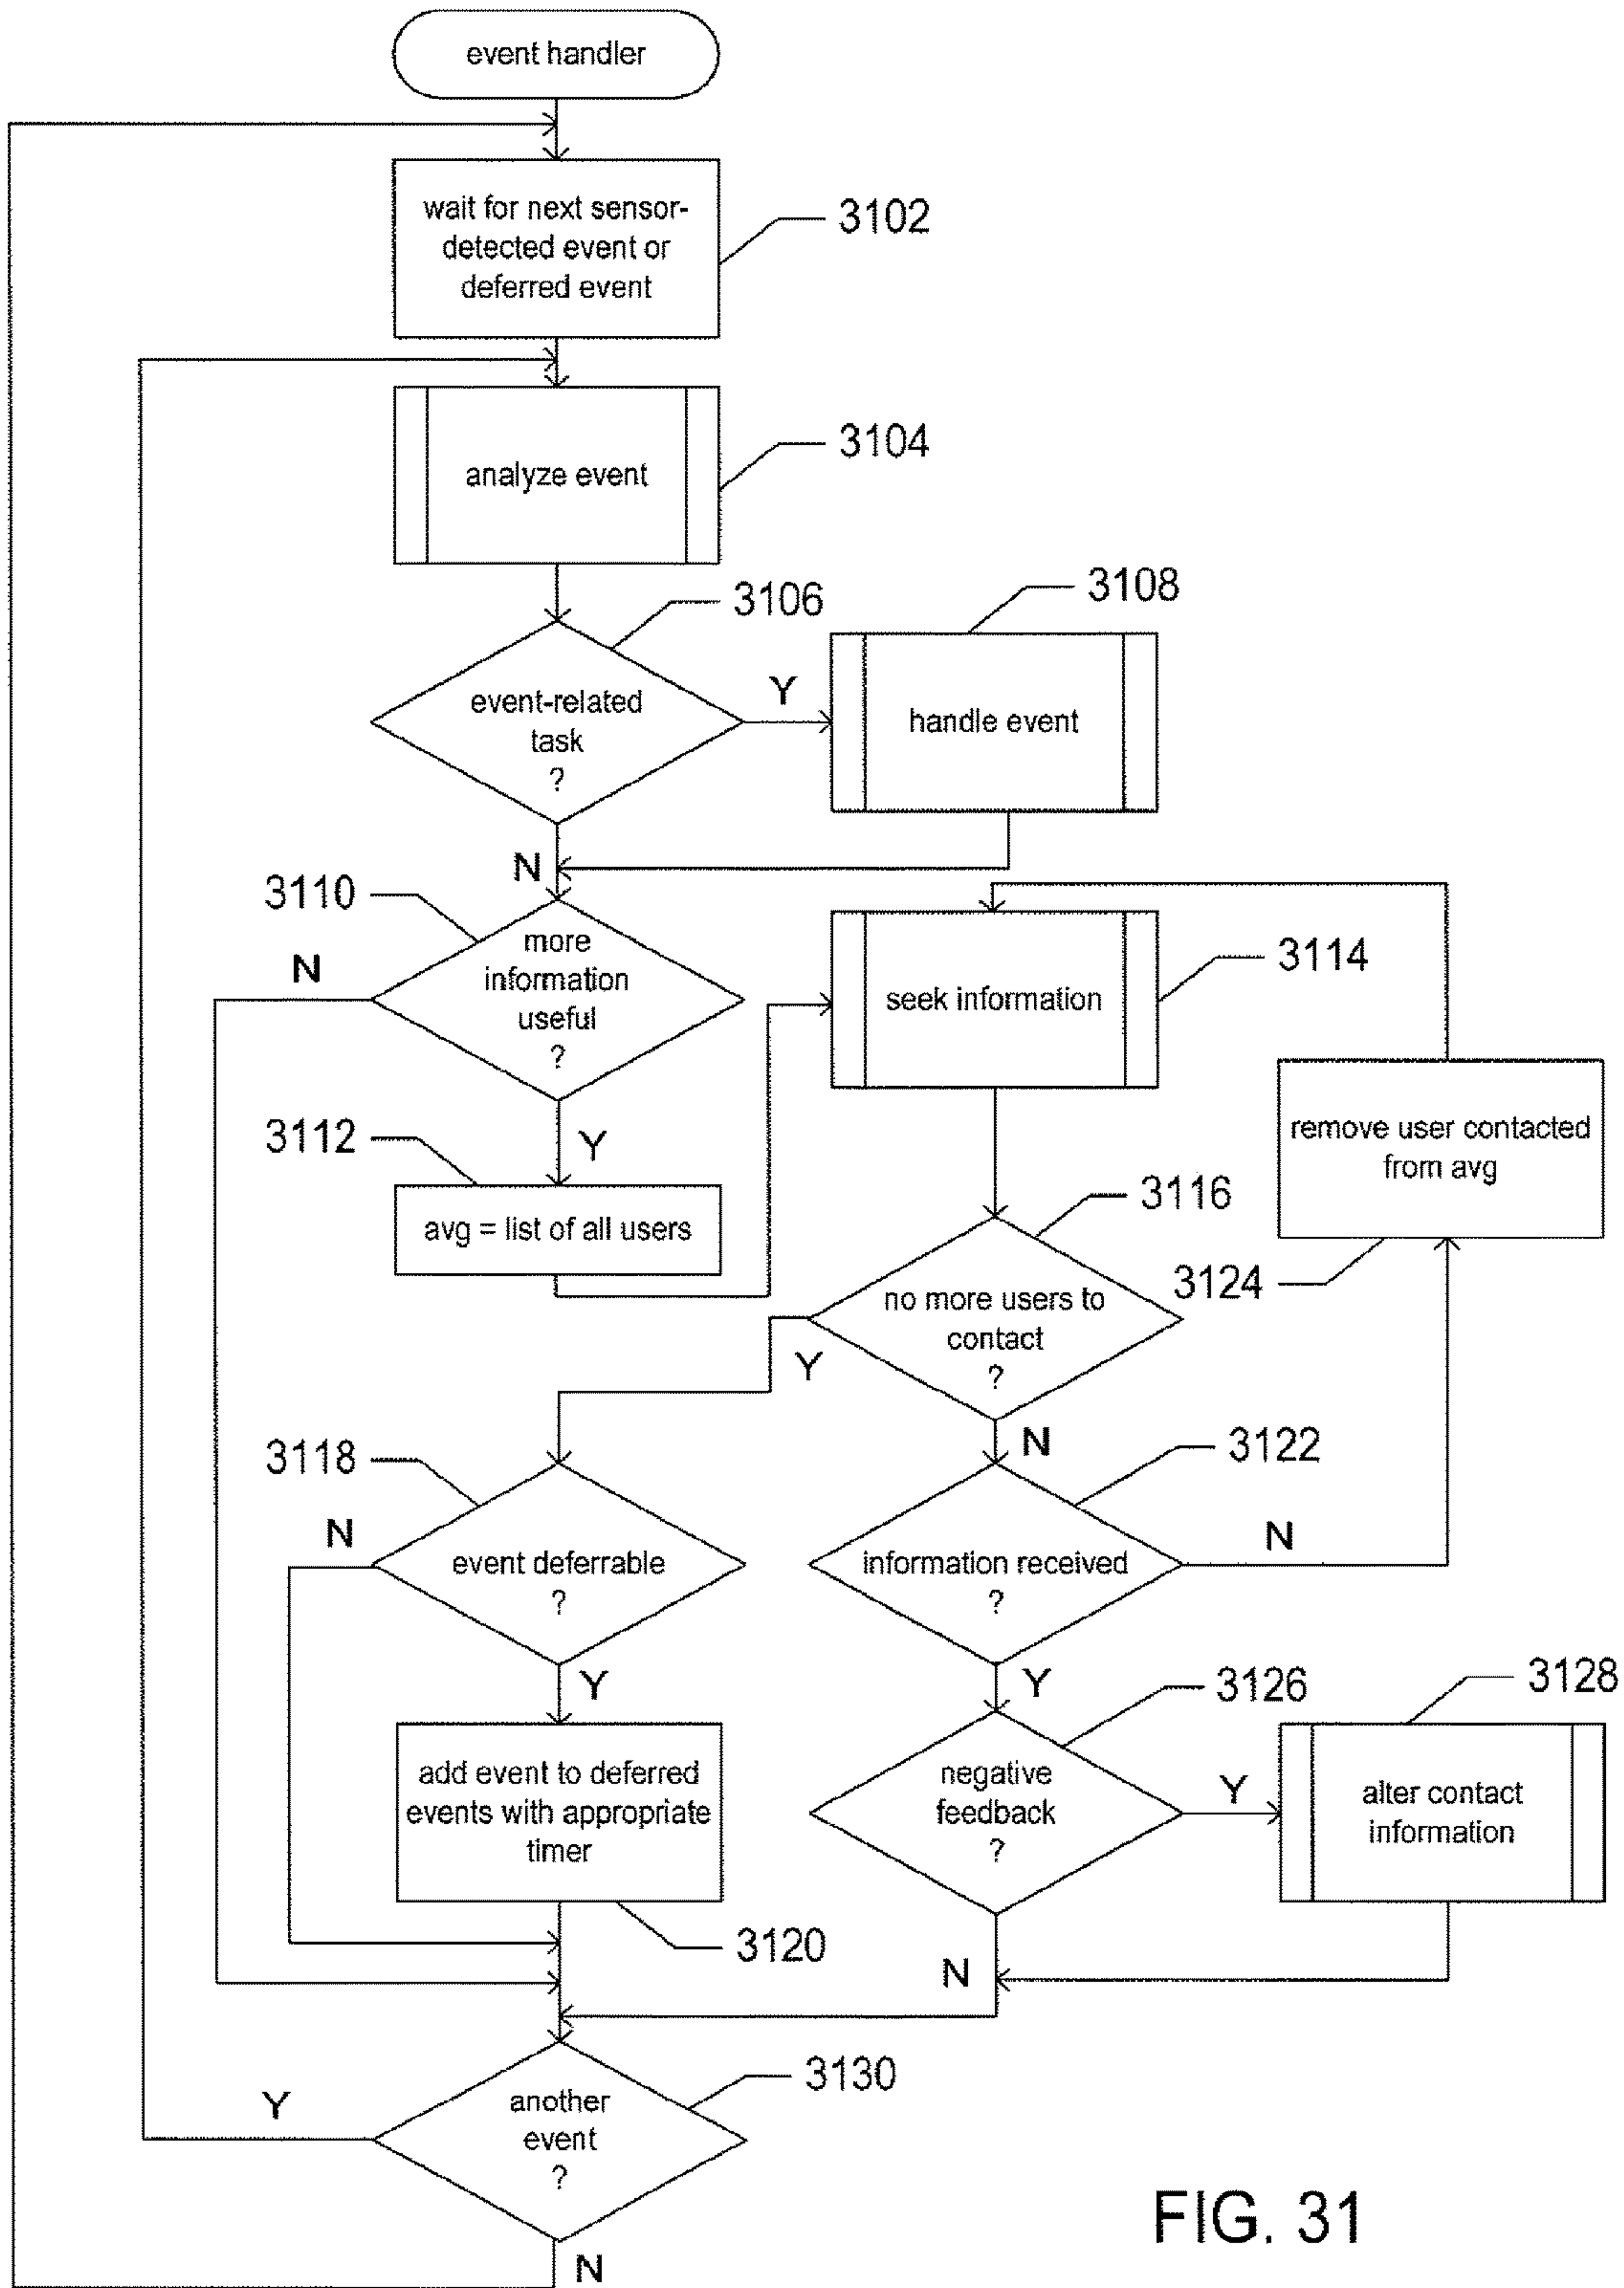 event handler
wait for next sensor-
detected event or
deferred event
3102
analyze event
3104
3106
event-related
task
?
Y
3108
handle event
N
3110
more
information
useful
?
N
seek information
3114
3112
Y
avg = list of all users
remove user contacted
from avg
3124
3116
no more users to
contact
?
Y
N
3118
event deferrable
?
N
3122
information received
?
N
Y
Y
add event to deferred
events with appropriate
timer
3120
3126
negative
feedback
?
Y
3128
alter contact
information
N
3130
another
event
?
Y
N
FIG. 31